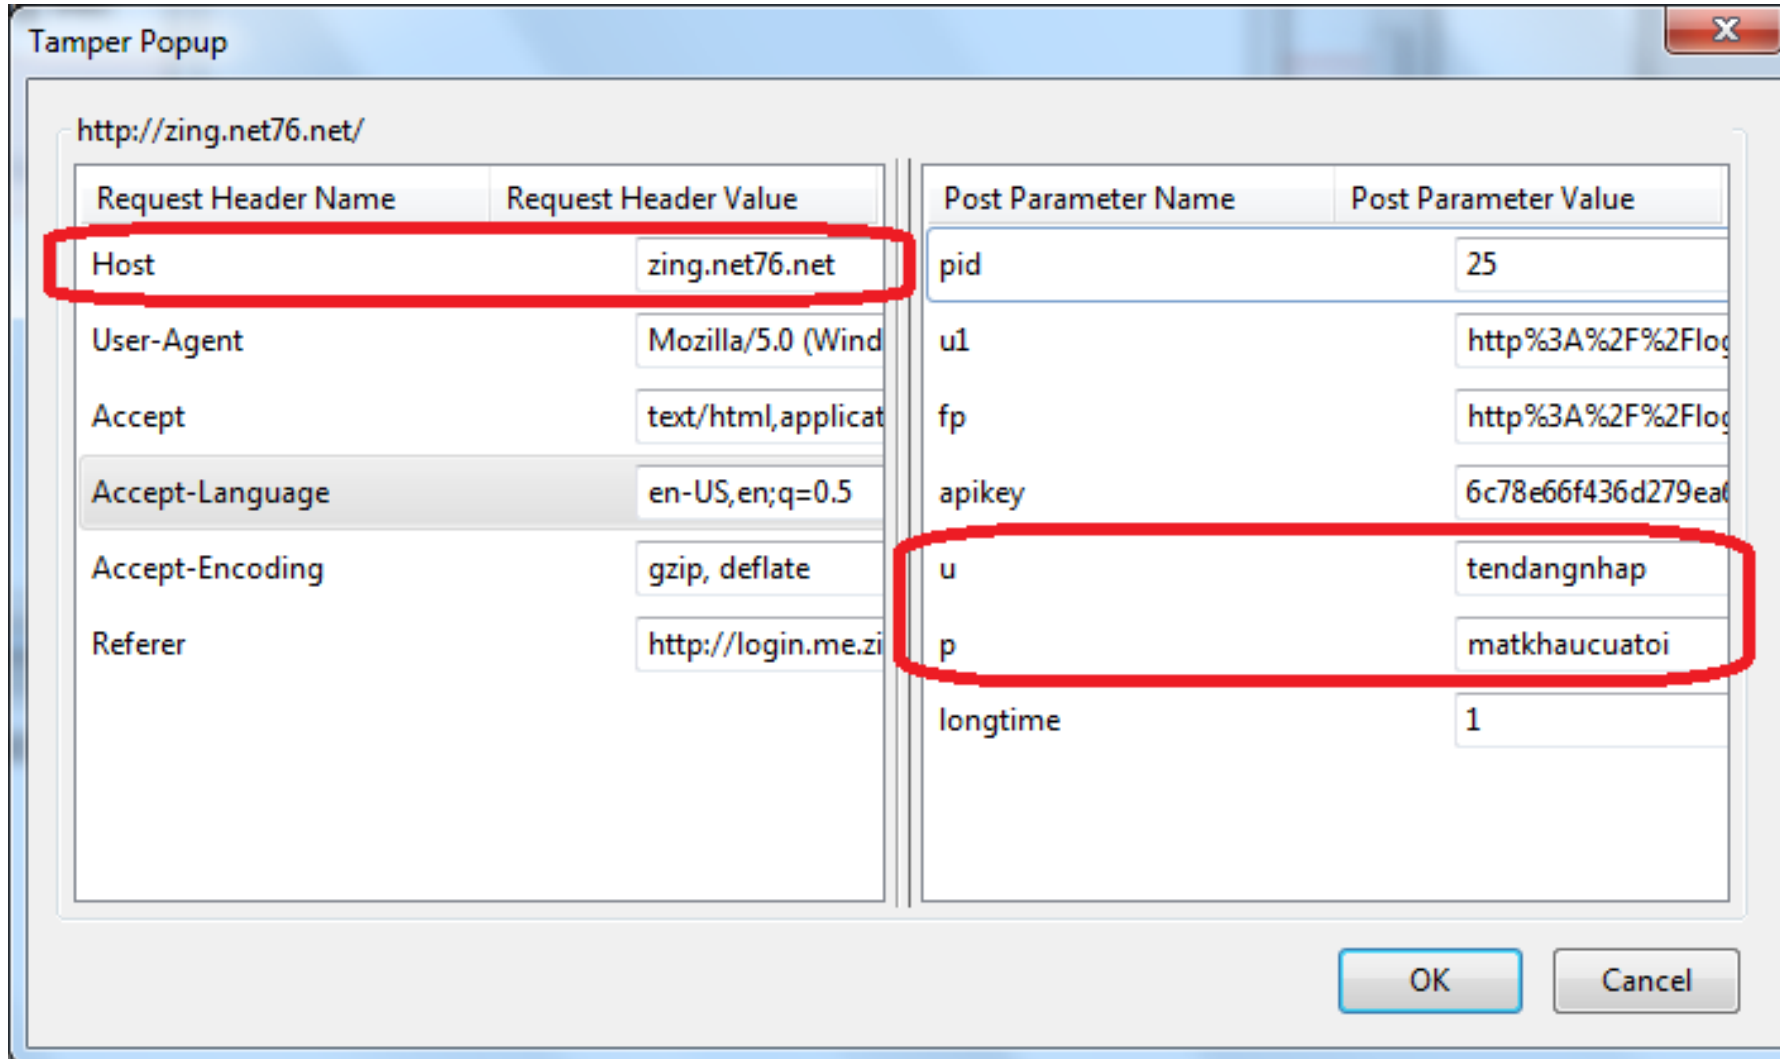 Tamper Popup
http://zing.net76.net/
Request Header Name Request Header Value
Host zing.net76.net
User-Agent Mozilla/5.0 (Wind
Accept text/html,applicat
Accept-Language en-US,en;q=0.5
Accept-Encoding gzip, deflate
Referer http://login.me.zi
Post Parameter Name Post Parameter Value
pid 25
u1 http%3A%2F%2Flog
fp http%3A%2F%2Flog
apikey 6c78e66f436d279ea6
u tendangnhap
p matkhaucuatoi
longtime 1
OK Cancel